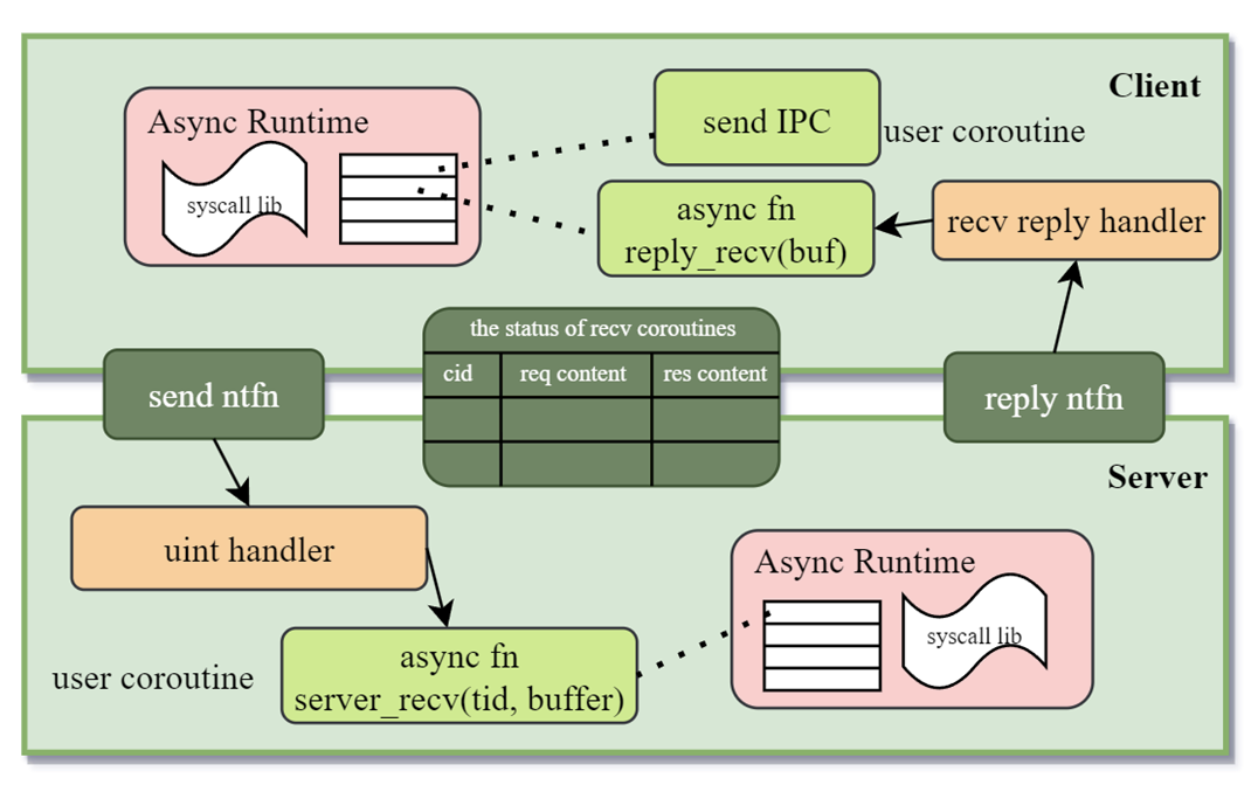 Client
Async Runtime
syscall lib
send IPC
user coroutine
async fn
reply_recv(buf)
recv reply handler
the status of recv coroutines
cid
req content
res content
send ntfn
reply ntfn
Server
uint handler
Async Runtime
syscall lib
user coroutine
async fn
server_recv(tid, buffer)